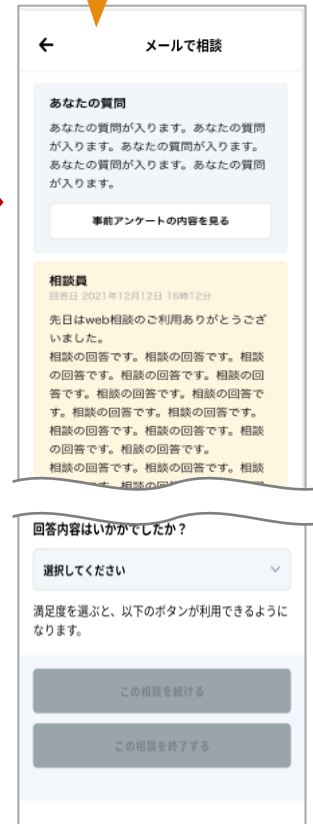 メールで相談
あなたの質問
あなたの質問が入ります。あなたの質問
が入ります。あなたの質問が入ります。
あなたの質問が入ります。あなたの質問
が入ります。
事前アンケートの内容を見る
相談員
回答日 2021年12月12日 16時12分
先日はweb相談のご利用ありがとうござ
いました。
相談の回答です。相談の回答です。相談
の回答です。相談の回答です。相談の回
答です。相談の回答です。相談の回答で
す。相談の回答です。相談の回答です。
相談の回答です。相談の回答です。相談
の回答です。相談の回答です。
相談の回答です。相談の回答です。相談
回答内容はいかがでしたか？
選択してください
満足度を選ぶと、以下のボタンが利用できるように
なります。
この相談を続ける
この相談を終了する